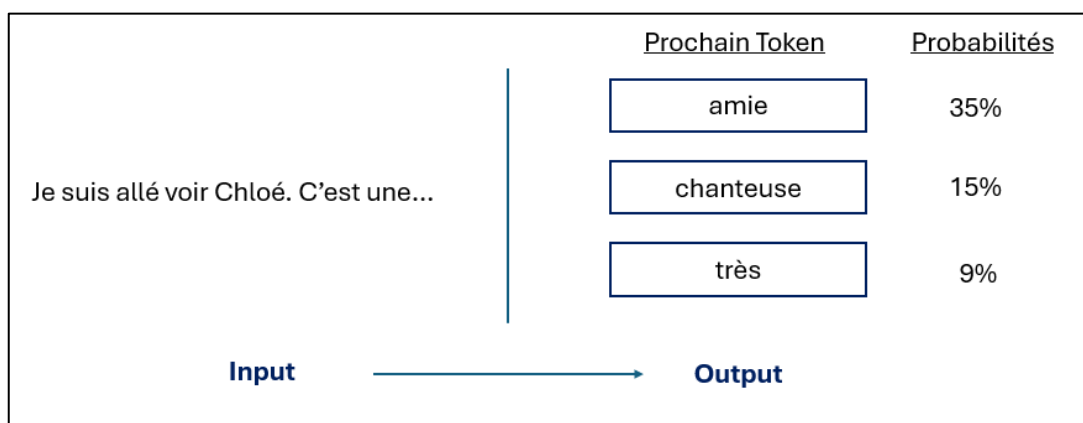 Prochain Token Probabilités
amie 35%
Je suis allé voir Chloé. C’est une... chanteuse 15%
très 9%
Input Output